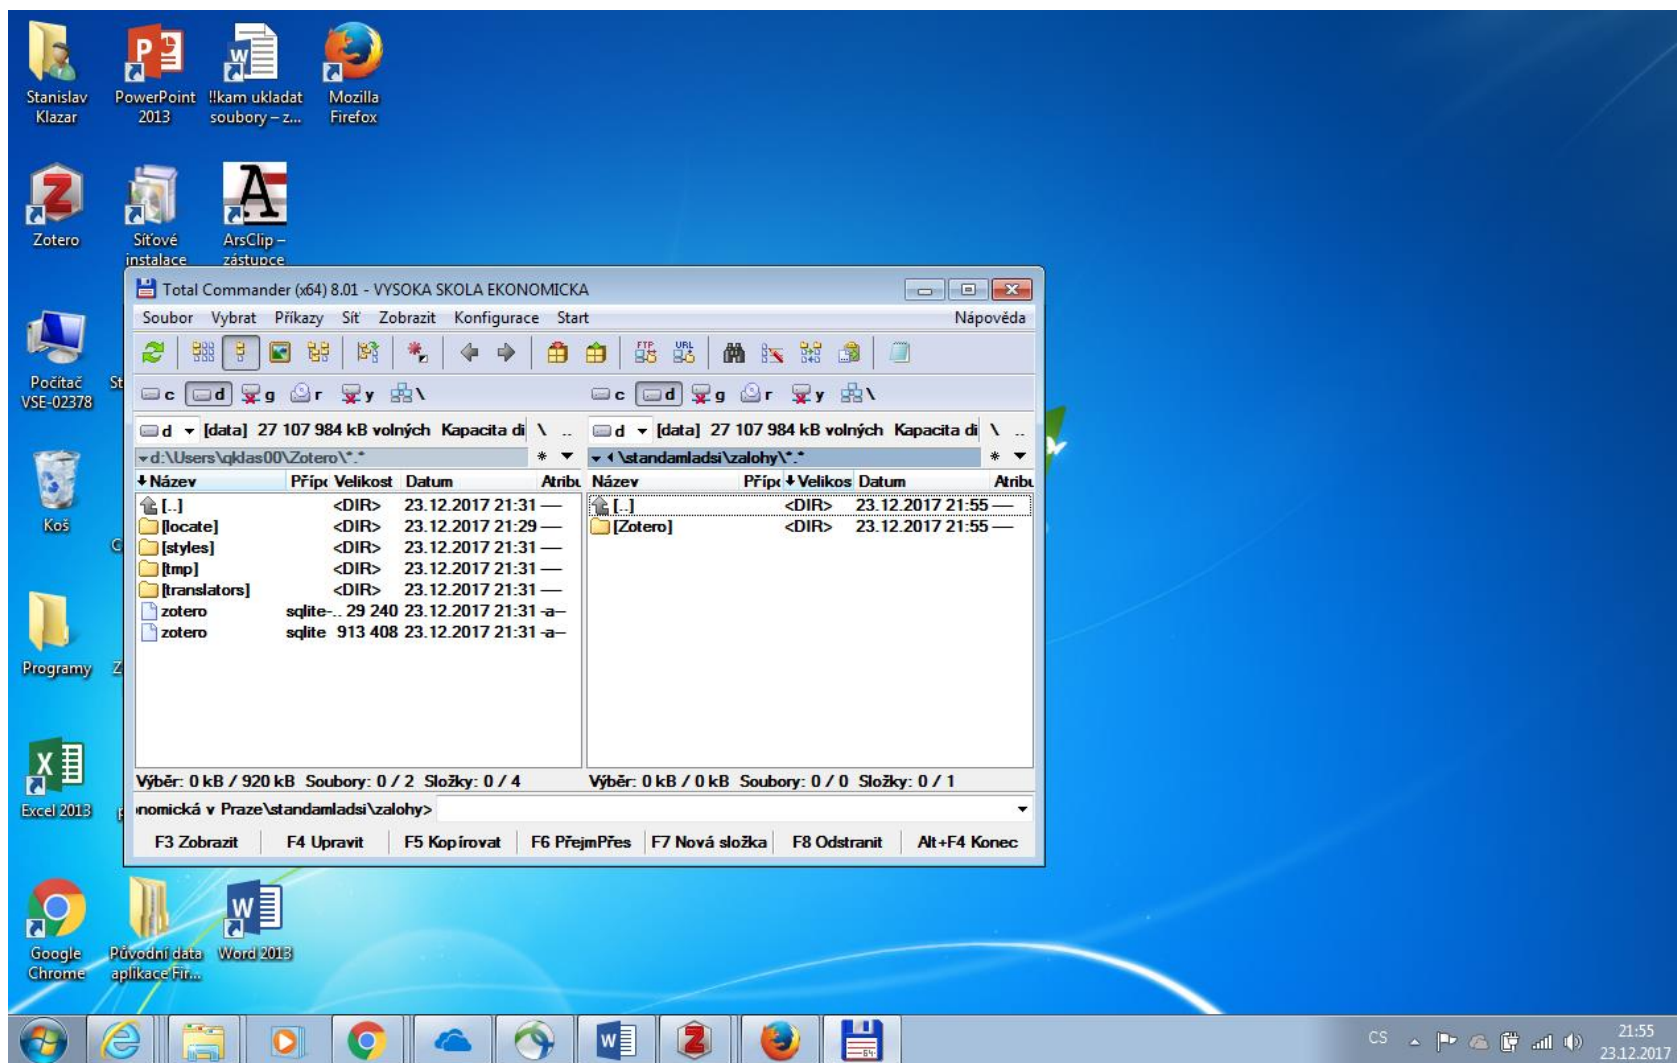 Stanislav
Klazar
PowerPoint
2013
!!kam ukladat
soubory – z...
Mozilla
Firefox
Zotero
Síťové
instalace
ArsClip –
zástupce
Počítač
VSE-02378
St
Koš
Programy
Z
Excel 2013
Google
Chrome
Původní data
aplikace Fir...
Word 2013
Total Commander (x64) 8.01 - VYSOKA SKOLA EKONOMICKA
Soubor Vybrat Příkazy Síť Zobrazit Konfigurace Start Nápověda
FTP URL
c d g r y \ c d g r y \
d [data] 27 107 984 kB volných Kapacita di \ .. d [data] 27 107 984 kB volných Kapacita di \ ..
d:\Users\qklas00\Zotero\*.* * \standamladsi\zalohy\*.* *
Název Přípo Velikost Datum Atribu Název Přípo Velikos Datum Atribu
[..] <DIR> 23.12.2017 21:31 — [..] <DIR> 23.12.2017 21:55 —
[locate] <DIR> 23.12.2017 21:29 — [Zotero] <DIR> 23.12.2017 21:55 —
[styles] <DIR> 23.12.2017 21:31 —
[tmp] <DIR> 23.12.2017 21:31 —
[translators] <DIR> 23.12.2017 21:31 —
zotero sqlite-.. 29 240 23.12.2017 21:31 -a–
zotero sqlite 913 408 23.12.2017 21:31 -a–
Výběr: 0 kB / 920 kB Soubory: 0 / 2 Složky: 0 / 4 Výběr: 0 kB / 0 kB Soubory: 0 / 0 Složky: 0 / 1
onomická v Praze\standamladsi\zalohy>
F3 Zobrazit F4 Upravit F5 Kopírovat F6 PřejmPřes F7 Nová složka F8 Odstranit Alt+F4 Konec
CS
21:55
23.12.2017